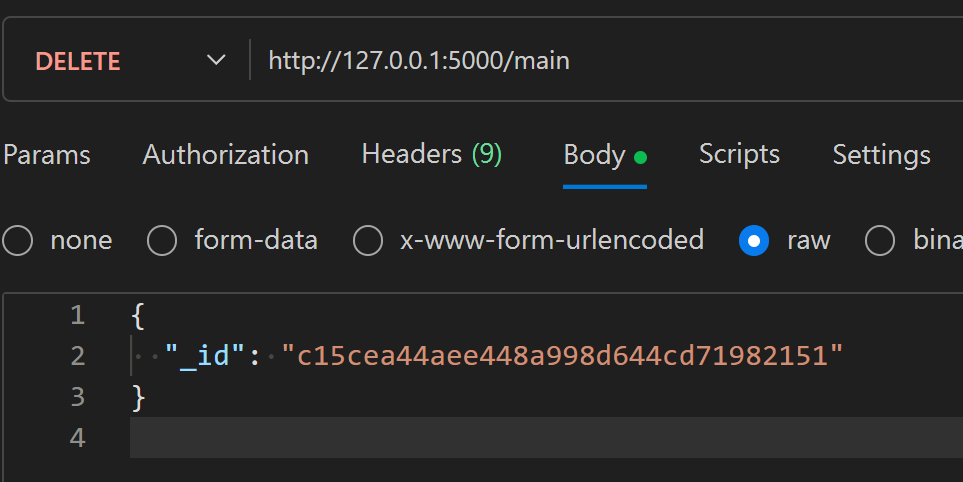 DELETE http://127.0.0.1:5000/main
Params Authorization Headers (9) Body Scripts Settings
none form-data x-www-form-urlencoded raw bina
1 {
2 "_id": "c15cea44aee448a998d644cd71982151"
3 }
4